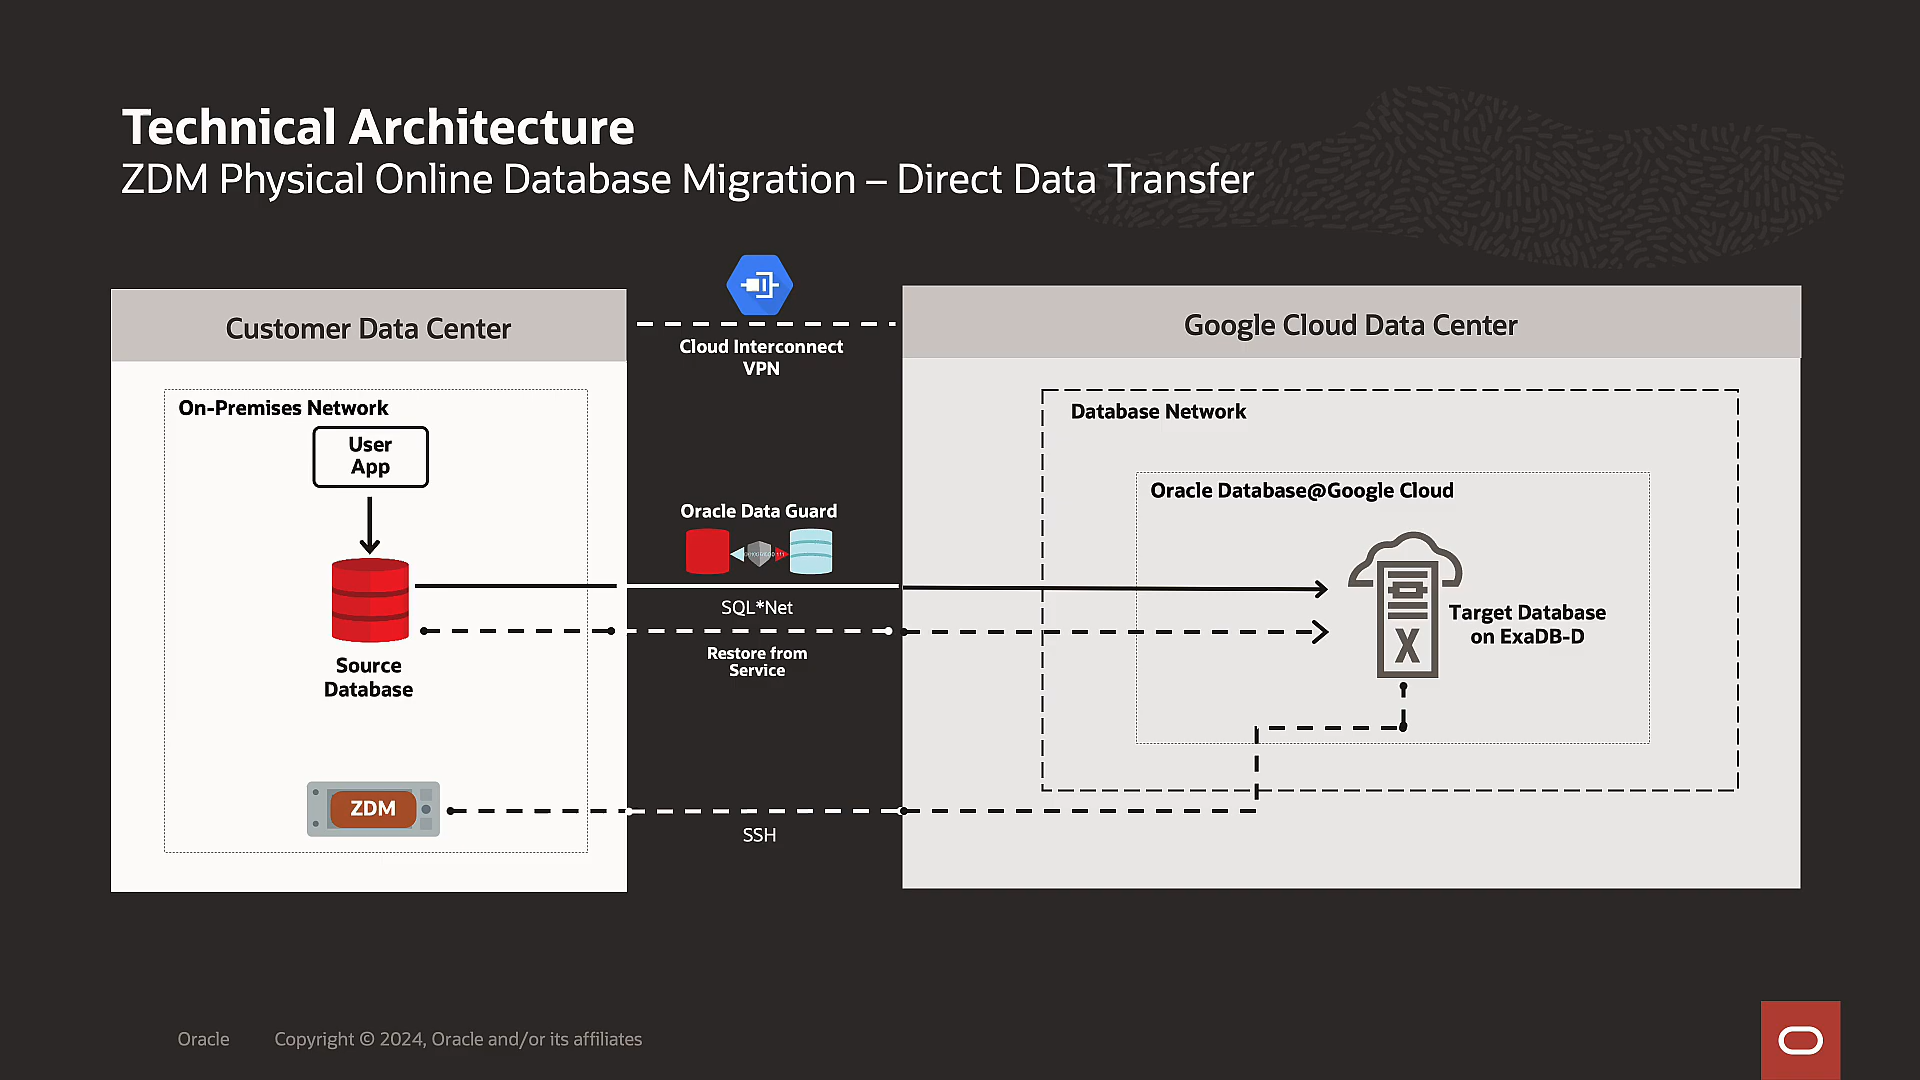 Technical Architecture
ZDM Physical Online Database Migration – Direct Data Transfer
Customer Data Center
Cloud Interconnect
VPN
Google Cloud Data Center
On-Premises Network
User
App
Database Network
Oracle Database@Google Cloud
Oracle Data Guard
SQL*Net
Restore from
Service
Source
Database
Target Database
on ExaDB-D
X
ZDM
SSH
Oracle
Copyright © 2024, Oracle and/or its affiliates